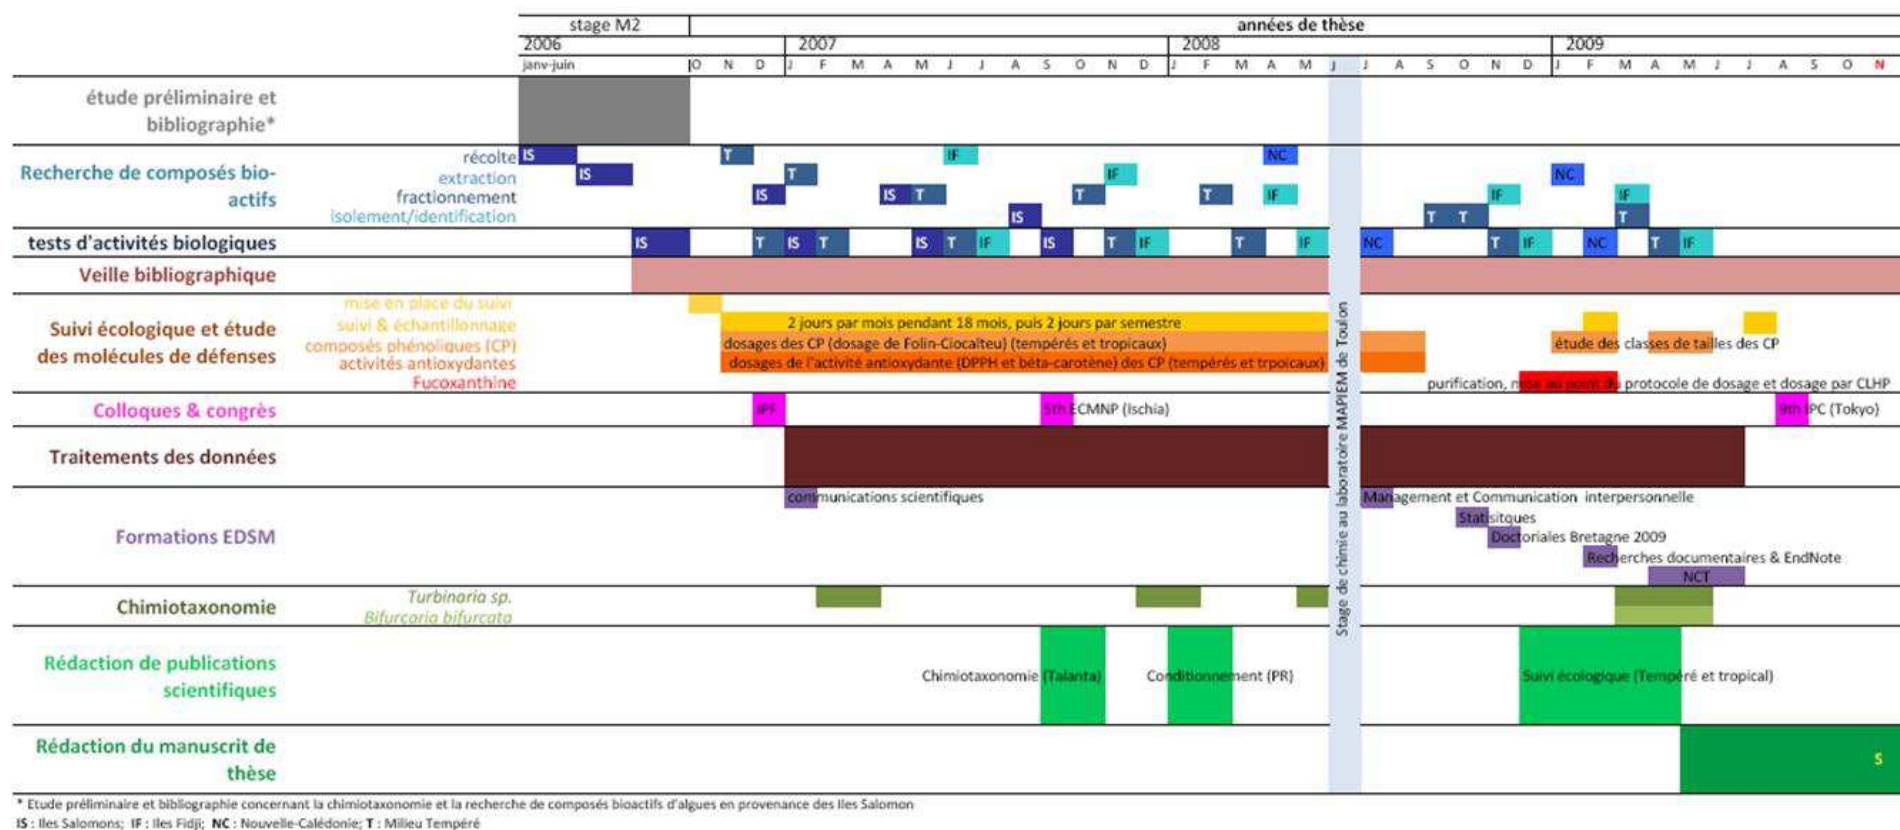 stage M2 années de thèse
2006 2007 2008 2009
janv-juin O N D J F M A M J J A S O N D J F M A M J J A S O N D J F M A M J J A S O N
étude préliminaire et
bibliographie*
récolte IS T IF NC
Recherche de composés bio-
actifs
extraction IS T IF NC
fractionnement IS IS T T T IF IF IF
isolement/identification IS T T T
tests d'activités biologiques IS T IS T IS T IF IS T IF T IF NC T IF NC T IF
Veille bibliographique
mise en place du suivi
Suivi écologique et étude
des molécules de défenses
suivi & échantillonnage 2 jours par mois pendant 18 mois, puis 2 jours par semestre
composés phénoliques (CP) dosages des CP (dosage de Folin-Ciocalteu) (tempérés et tropicaux) étude des classes de tailles des CP
activités antioxydantes dosages de l'activité antioxydante (DPPH et béta-carotène) des CP (tempérés et trpoicaux)
Fucoxanthine purification, mise au point du protocole de dosage et dosage par CLHP
Colloques & congrès IPF 5th ECMNP (Ischia) 9th IPC (Tokyo)
Traitements des données
Stage de chimie au laboratoire MAPIEM de Toulon
communications scientifiques Management et Communication interpersonnelle
Statisitques
Formations EDSM Doctoriales Bretagne 2009
Recherches documentaires & EndNote
NCT
Chimiotaxonomie
Turbinaria sp.
Bifurcaria bifurcata
Rédaction de publications
scientifiques
Chimiotaxonomie (Talanta) Conditionnement (PR) Suivi écologique (Tempéré et tropical)
Rédaction du manuscrit de
thèse
S
* Etude préliminaire et bibliographie concernant la chimiotaxonomie et la recherche de composés bioactifs d'algues en provenance des Iles Salomon
IS : Iles Salomons; IF : Iles Fidji; NC : Nouvelle-Calédonie; T : Milieu Tempéré